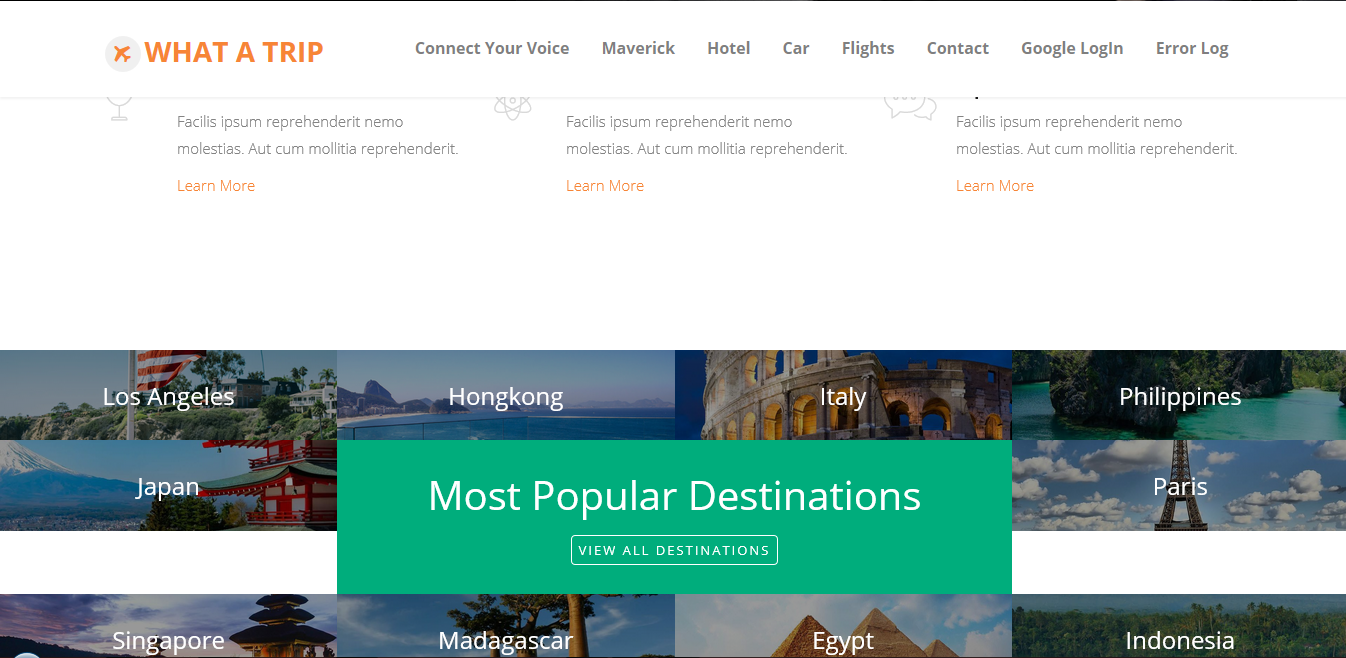 WHAT A TRIP
Connect Your Voice Maverick Hotel Car Flights Contact Google LogIn Error Log
Facilis ipsum reprehenderit nemo
molestias. Aut cum mollitia reprehenderit.
Learn More
Facilis ipsum reprehenderit nemo
molestias. Aut cum mollitia reprehenderit.
Learn More
Facilis ipsum reprehenderit nemo
molestias. Aut cum mollitia reprehenderit.
Learn More
Los Angeles
Hongkong
Italy
Philippines
Japan
Most Popular Destinations
VIEW ALL DESTINATIONS
Paris
Singapore
Madagascar
Egypt
Indonesia